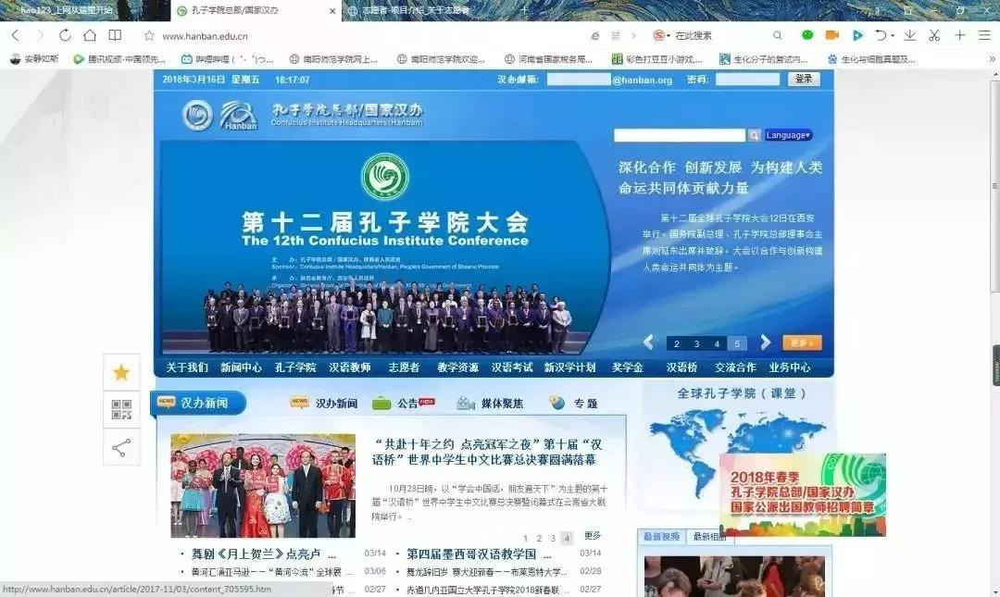 hao123_上网从这里开始
孔子学院总部/国家汉办
志愿者-项目介绍_关于志愿者
www.hanban.edu.cn
在此搜索
安静如斯
腾讯视频-中国领先...
哔哩哔哩 ( ゜- ゜)つ...
南阳师范学院网上...
南阳师范学院欢迎...
河南省国家税务局...
彩色打豆豆小游戏,...
生化分子的复试内...
生化与细胞真题及...
2018年3月16日 星期五 18:17:07
汉办邮箱:
@hanban.org
密码:
登录
孔子学院总部/国家汉办
Confucius Institute Headquarters(Hanban)
Hanban
Language▾
第十二届孔子学院大会
The 12th Confucius Institute Conference
主 办: 孔子学院总部 / 国家汉办、陕西省人民政府
Sponsor: Confucius Institute Headquarters/Hanban, People's Government of Shaanxi Province
承 办: 陕西省教育厅、西安市人民政府
深化合作 创新发展 为构建人类
命运共同体贡献力量
第十二届全球孔子学院大会12日在西安
举行。国务院副总理、孔子学院总部理事会主
席刘延东出席并致辞。大会以合作与创新构建
人类命运共同体为主题。
2 3 4 5
更多»
关于我们 新闻中心 孔子学院 汉语教师 志愿者 教学资源 汉语考试 新汉学计划 奖学金 汉语桥 交流合作 业务中心
NEWS 汉办新闻
NEWS 汉办新闻
公告 NEW
媒体聚焦
专 题
全球孔子学院（课堂）
“共赴十年之约 点亮冠军之夜”第十届“汉
语桥”世界中学生中文比赛总决赛圆满落幕
10月28日晚，以“学会中国话，朋友遍天下”为主题的第十
届“汉语桥”世界中学生中文比赛总决赛暨闭幕式在云南省大剧
院举行。...
1 2 3 4 更多
2018年春季
孔子学院总部/国家汉办
国家公派出国教师招聘简章
最新视频
最新相册
· 舞剧《月上贺兰》点亮卢 ... 03/14
· 第四届墨西哥汉语教学国 ... 03/14
· 黄河汇涌亚马逊——“黄河今流”全球展 ... 03/06
· 舞龙辞旧岁 赛犬迎新春——布莱恩特大学... 02/28
春节 ... 02/27
· 赤道几内亚国立大学孔子学院2018新春联 ... 02/27
http://www.hanban.edu.cn/article/2017-11/03/content_705595.htm